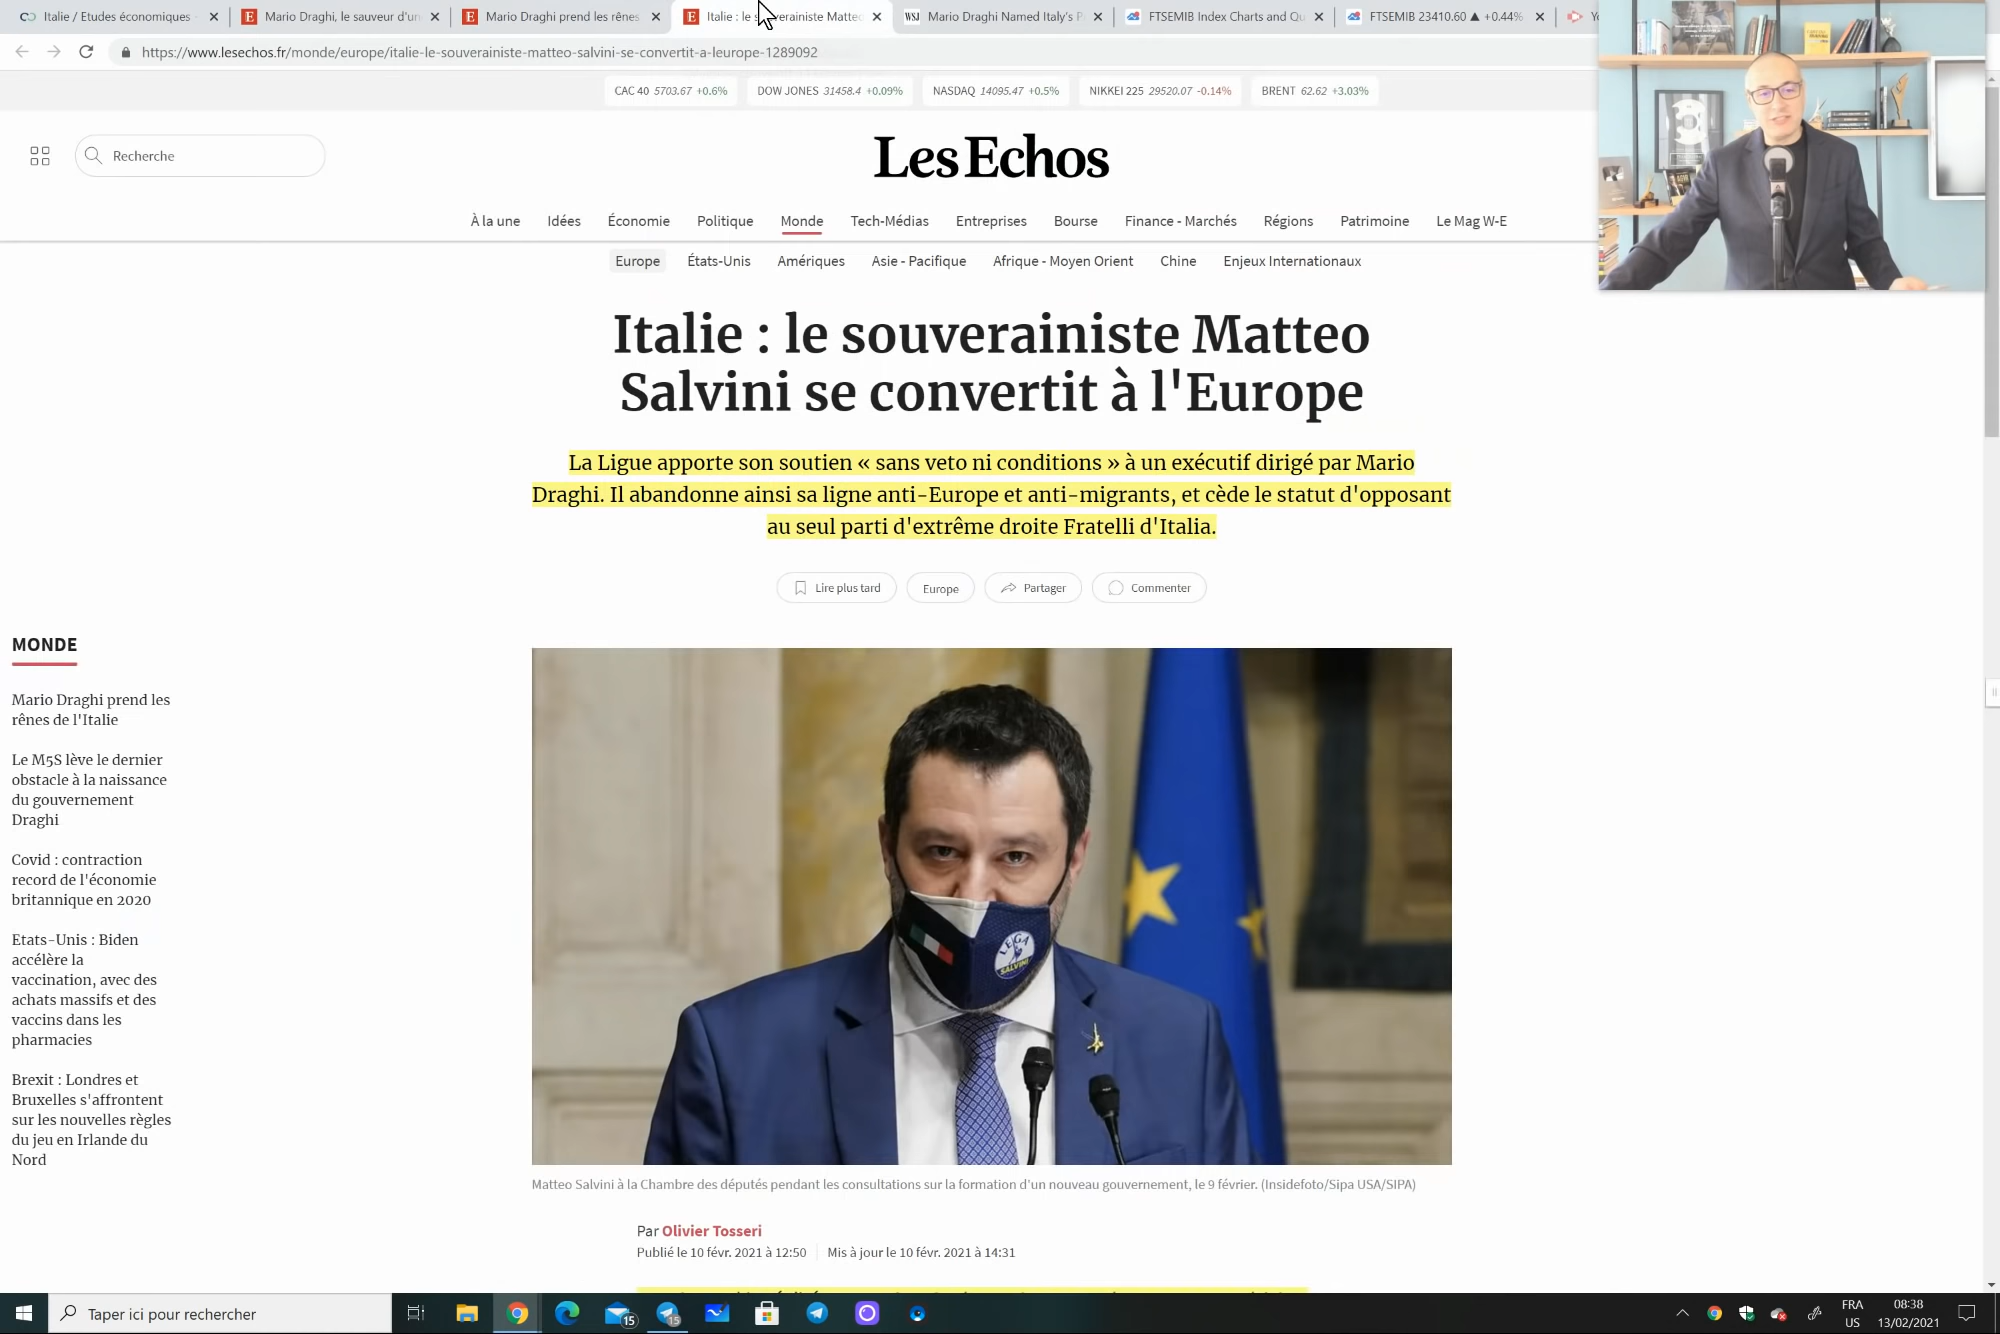 Italie / Etudes économiques
Mario Draghi, le sauveur d'un
Mario Draghi prend les rênes
Italie : le souverainiste Matteo
WSJ
Mario Draghi Named Italy's P
FTSEMIB Index Charts and Qu
FTSEMIB 23410.60 ▲ +0.44%
https://www.lesechos.fr/monde/europe/italie-le-souverainiste-matteo-salvini-se-convertit-a-leurope-1289092
CAC 40 5703.67 +0.6%
DOW JONES 31458.4 +0.09%
NASDAQ 14095.47 +0.5%
NIKKEI 225 29520.07 -0.14%
BRENT 62.62 +3.03%
Recherche
Les Echos
À la une
Idées
Économie
Politique
Monde
Tech-Médias
Entreprises
Bourse
Finance - Marchés
Régions
Patrimoine
Le Mag W-E
Europe
États-Unis
Amériques
Asie - Pacifique
Afrique - Moyen Orient
Chine
Enjeux Internationaux
Italie : le souverainiste Matteo
Salvini se convertit à l'Europe
La Ligue apporte son soutien « sans veto ni conditions » à un exécutif dirigé par Mario
Draghi. Il abandonne ainsi sa ligne anti-Europe et anti-migrants, et cède le statut d'opposant
au seul parti d'extrême droite Fratelli d'Italia.
Lire plus tard
Europe
Partager
Commenter
MONDE
Mario Draghi prend les
rênes de l'Italie
Le M5S lève le dernier
obstacle à la naissance
du gouvernement
Draghi
Covid : contraction
record de l'économie
britannique en 2020
Etats-Unis : Biden
accélère la
vaccination, avec des
achats massifs et des
vaccins dans les
pharmacies
Brexit : Londres et
Bruxelles s'affrontent
sur les nouvelles règles
du jeu en Irlande du
Nord
LEGA
SALVINI
Matteo Salvini à la Chambre des députés pendant les consultations sur la formation d'un nouveau gouvernement, le 9 février. (Insidefoto/Sipa USA/SIPA)
Par Olivier Tosseri
Publié le 10 févr. 2021 à 12:50
Mis à jour le 10 févr. 2021 à 14:31
Taper ici pour rechercher
15
15
FRA
US
08:38
13/02/2021